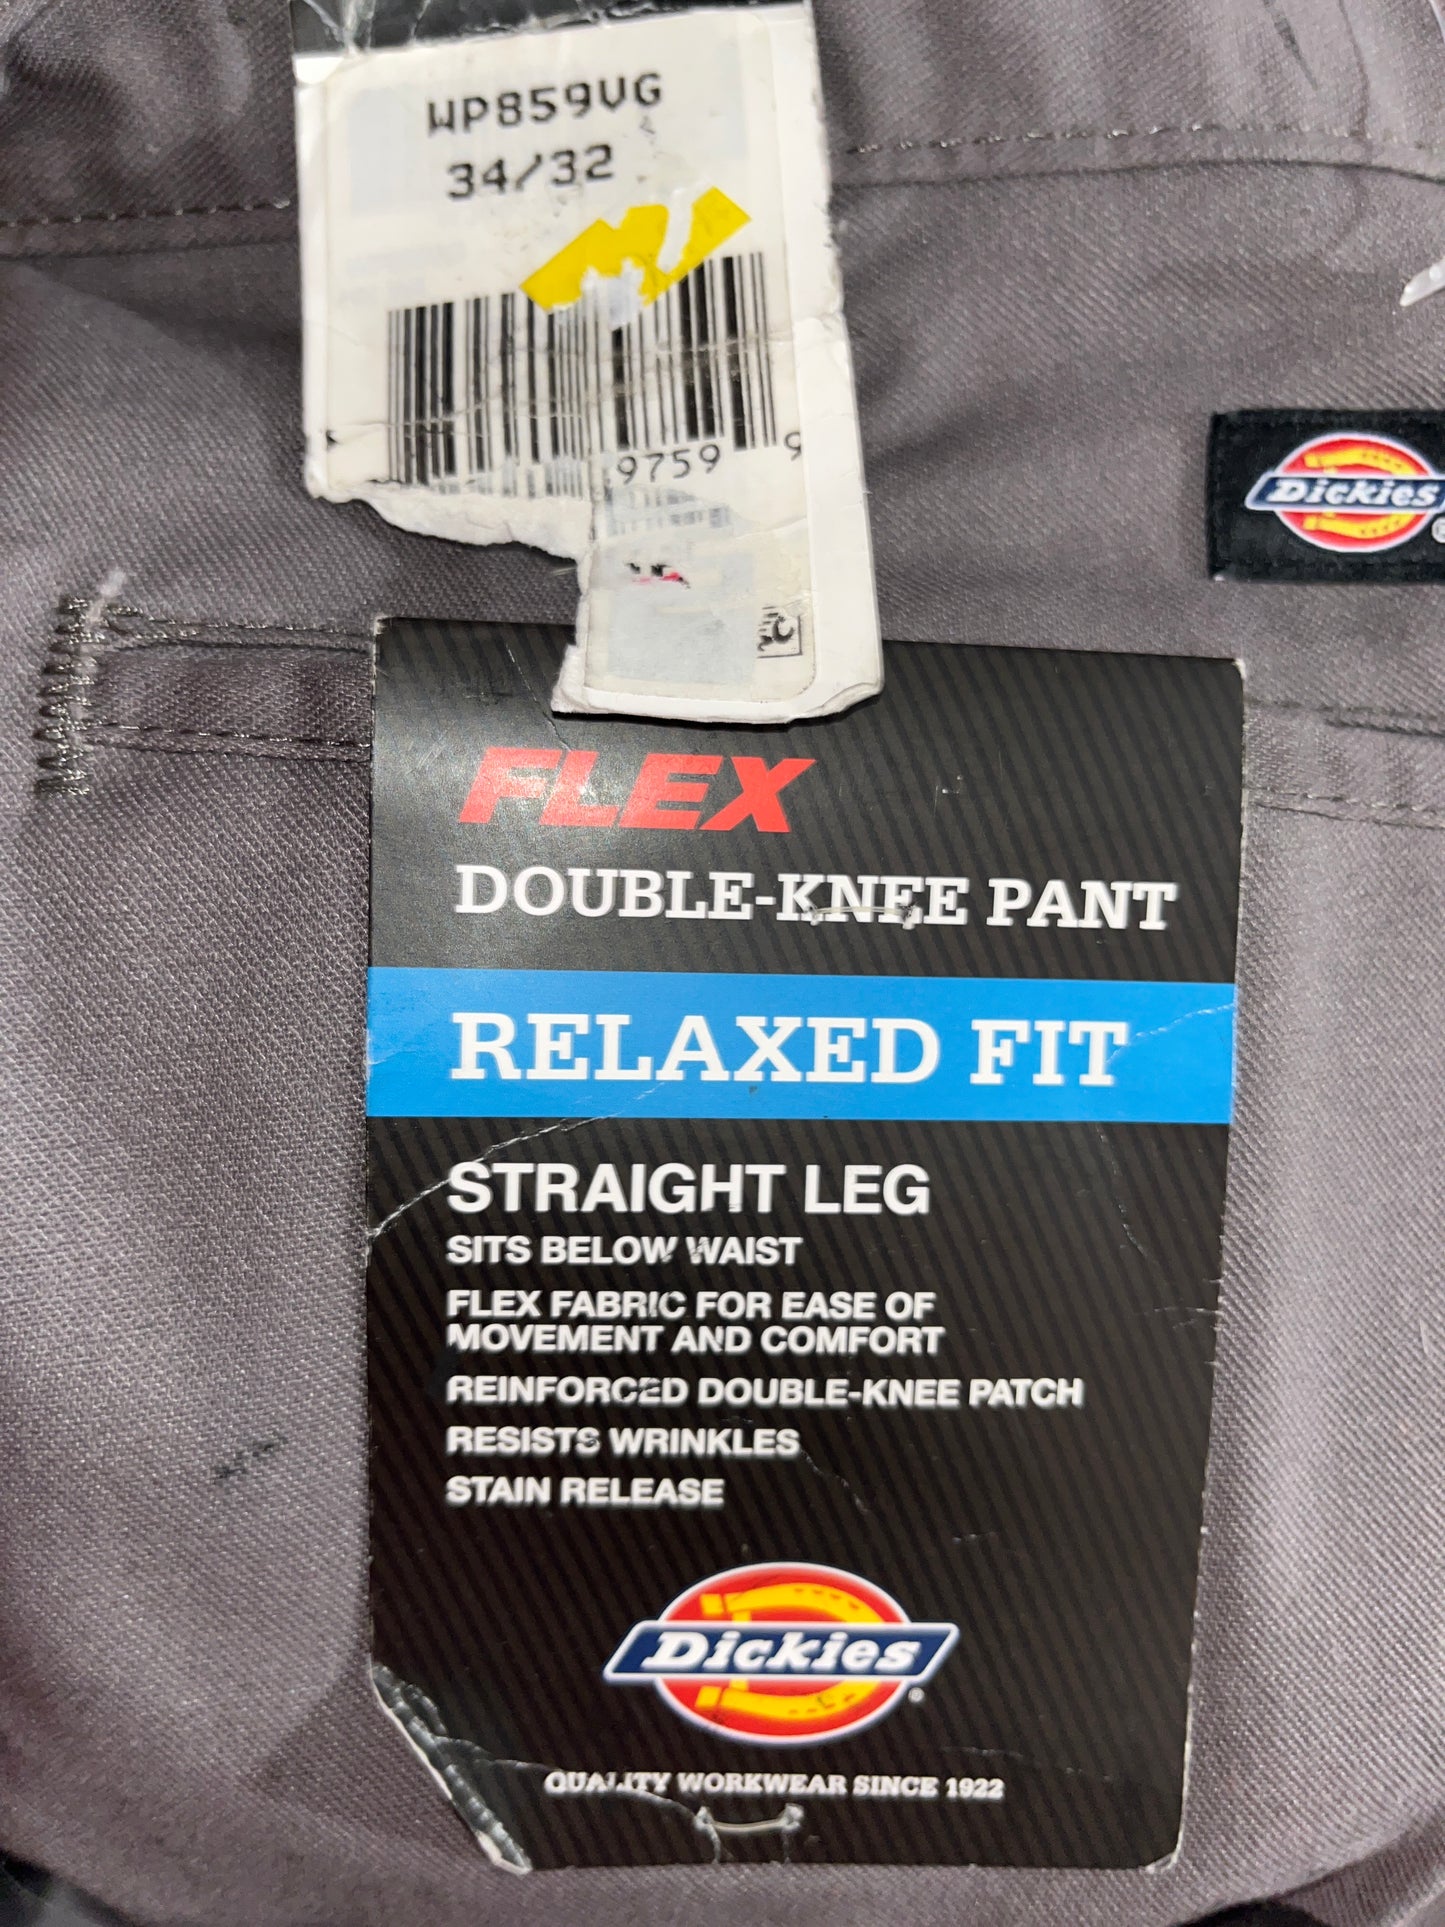 WP859VG
34/32
9759 9
Dickies
FLEX
DOUBLE-KNEE PANT
RELAXED FIT
STRAIGHT LEG
SITS BELOW WAIST
FLEX FABRIC FOR EASE OF
MOVEMENT AND COMFORT
REINFORCED DOUBLE-KNEE PATCH
RESISTS WRINKLES
STAIN RELEASE
Dickies
QUALITY WORKWEAR SINCE 1922